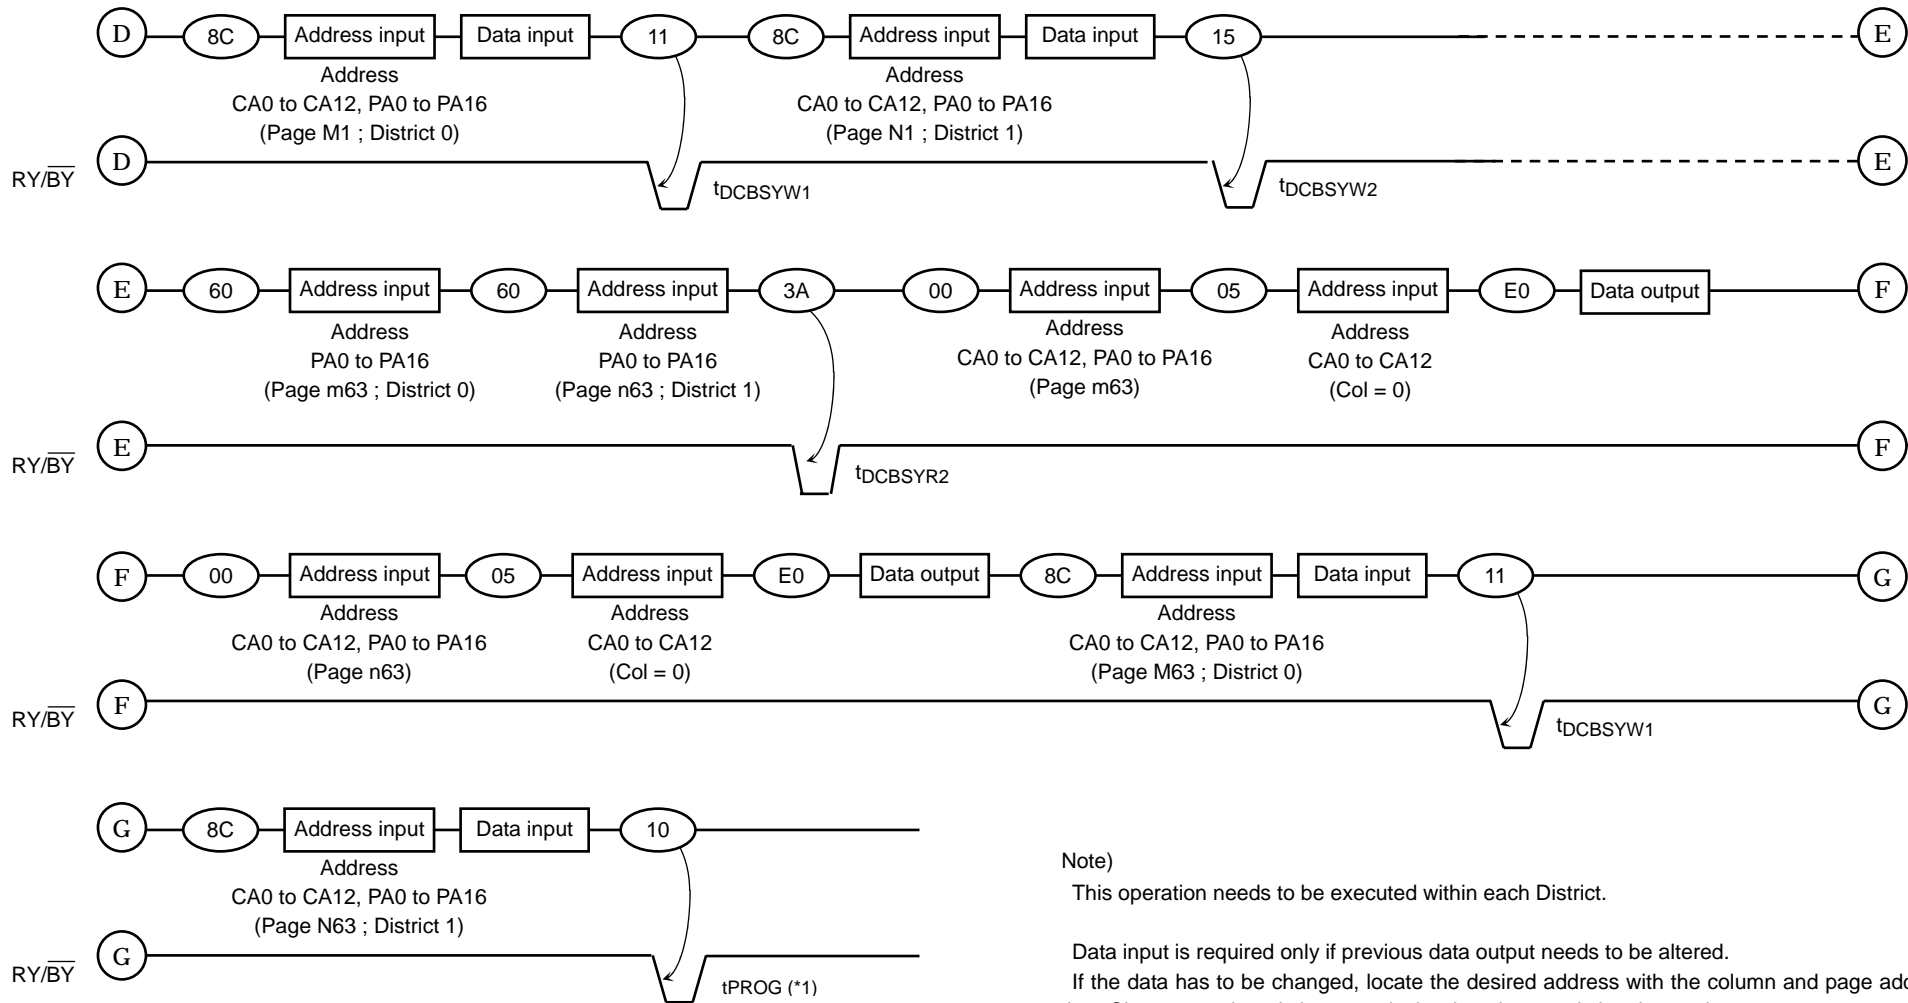 D 8C Address input Data input 11 8C Address input Data input 15 E
Address Address
CA0 to CA12, PA0 to PA16 CA0 to CA12, PA0 to PA16
(Page M1 ; District 0) (Page N1 ; District 1)
RY/BY D tDCBSYW1 tDCBSYW2 E
E 60 Address input 60 Address input 3A 00 Address input 05 Address input E0 Data output F
Address Address Address Address
PA0 to PA16 PA0 to PA16 CA0 to CA12, PA0 to PA16 CA0 to CA12
(Page m63 ; District 0) (Page n63 ; District 1) (Page m63) (Col = 0)
RY/BY E tDCBSYR2 F
F 00 Address input 05 Address input E0 Data output 8C Address input Data input 11 G
Address Address Address
CA0 to CA12, PA0 to PA16 CA0 to CA12 CA0 to CA12, PA0 to PA16
(Page n63) (Col = 0) (Page M63 ; District 0)
RY/BY F tDCBSYW1 G
G 8C Address input Data input 10
Address
CA0 to CA12, PA0 to PA16
(Page N63 ; District 1)
RY/BY G tPROG (*1)
Note)
This operation needs to be executed within each District.
Data input is required only if previous data output needs to be altered.
If the data has to be changed, locate the desired address with the column and page add